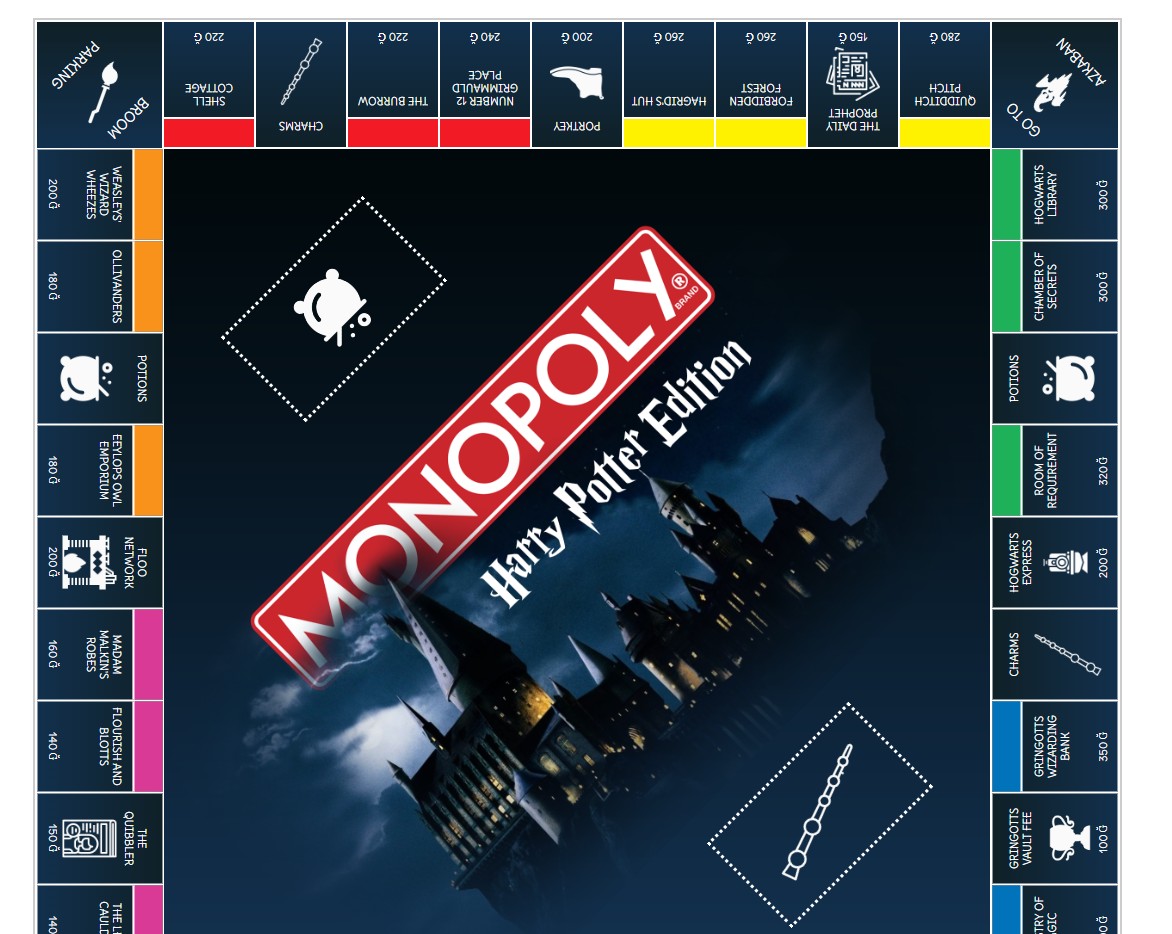 PARKING
BROOM
220 Ğ
SHELL
COTTAGE
CHARMS
220 Ğ
THE BURROW
240 Ğ
NUMBER 12
GRIMMAULD
PLACE
200 Ğ
PORTKEY
260 Ğ
HAGRID'S HUT
260 Ğ
FORBIDDEN
FOREST
150 Ğ
THE DAILY
PROPHET
280 Ğ
QUIDDITCH
PITCH
GO TO
AZKABAN
WEASLEYS'
WIZARD
WHEEZES
200 Ğ
OLLIVANDERS
180 Ğ
POTIONS
EEYLOPS OWL
EMPORIUM
180 Ğ
FLOO
NETWORK
200 Ğ
MADAM
MALKIN'S
ROBES
160 Ğ
FLOURISH AND
BLOTTS
140 Ğ
THE
QUIBBLER
150 Ğ
THE
140
MONOPOLY®
BRAND
Harry Potter Edition
HOGWARTS
LIBRARY
300 Ğ
CHAMBER OF
SECRETS
300 Ğ
POTIONS
ROOM OF
REQUIREMENT
320 Ğ
HOGWARTS
EXPRESS
200 Ğ
CHARMS
GRINGOTTS
WIZARDING
BANK
350 Ğ
GRINGOTTS
VAULT FEE
100 Ğ